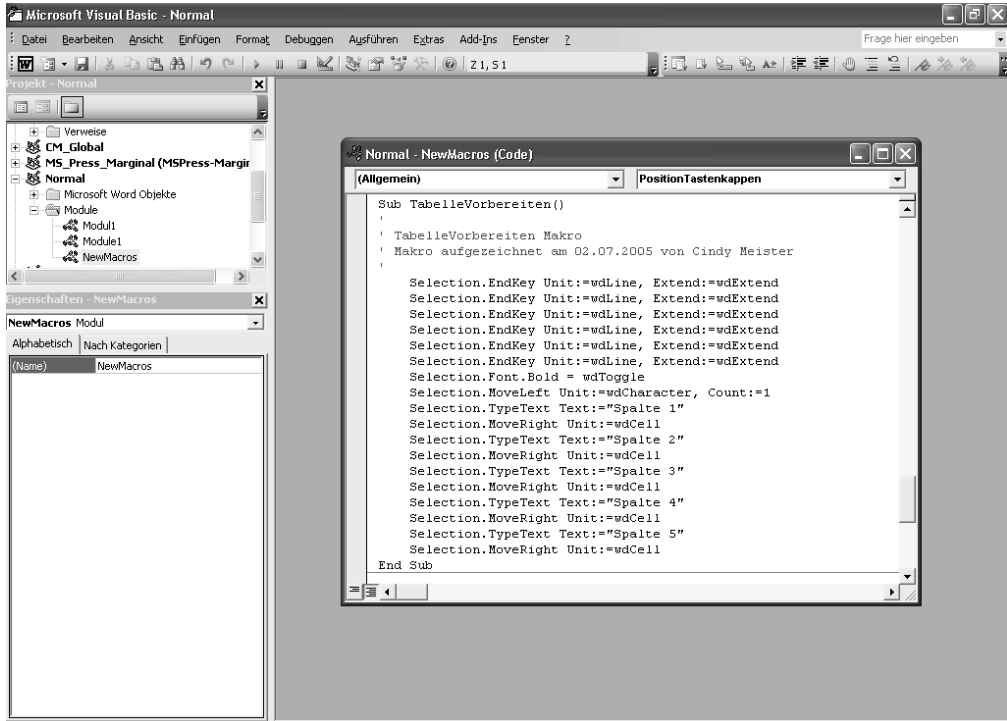 Microsoft Visual Basic - Normal
Datei Bearbeiten Ansicht Einfügen Format Debuggen Ausführen Extras Add-Ins Fenster ?
Frage hier eingeben
Z 1, S 1
Projekt - Normal
Verweise
CM_Global
MS_Press_Marginal (MSPress-Margir
Normal
Microsoft Word Objekte
Module
Modul1
Module1
NewMacros
Eigenschaften - NewMacros
NewMacros Modul
Alphabetisch Nach Kategorien
(Name) NewMacros
Normal - NewMacros (Code)
(Allgemein) PositionTastenkappen
Sub TabelleVorbereiten()
'
' TabelleVorbereiten Makro
' Makro aufgezeichnet am 02.07.2005 von Cindy Meister
'
Selection.EndKey Unit:=wdLine, Extend:=wdExtend
Selection.EndKey Unit:=wdLine, Extend:=wdExtend
Selection.EndKey Unit:=wdLine, Extend:=wdExtend
Selection.EndKey Unit:=wdLine, Extend:=wdExtend
Selection.EndKey Unit:=wdLine, Extend:=wdExtend
Selection.EndKey Unit:=wdLine, Extend:=wdExtend
Selection.Font.Bold = wdToggle
Selection.MoveLeft Unit:=wdCharacter, Count:=1
Selection.TypeText Text:="Spalte 1"
Selection.MoveRight Unit:=wdCell
Selection.TypeText Text:="Spalte 2"
Selection.MoveRight Unit:=wdCell
Selection.TypeText Text:="Spalte 3"
Selection.MoveRight Unit:=wdCell
Selection.TypeText Text:="Spalte 4"
Selection.MoveRight Unit:=wdCell
Selection.TypeText Text:="Spalte 5"
Selection.MoveRight Unit:=wdCell
End Sub